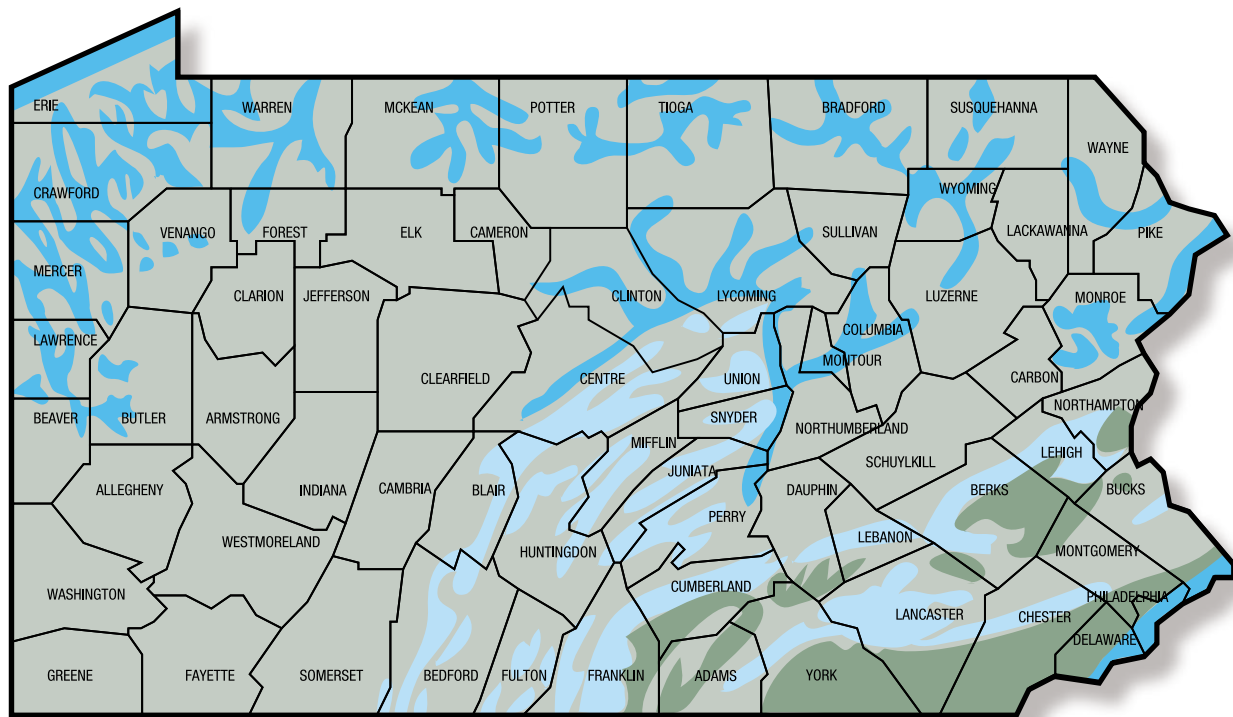 ERIE
WARREN
MCKEAN
POTTER
TIOGA
BRADFORD
SUSQUEHANNA
WAYNE
CRAWFORD
WYOMING
VENANGO
FOREST
ELK
CAMERON
SULLIVAN
LACKAWANNA
PIKE
MERCER
CLARION
JEFFERSON
CLINTON
LYCOMING
LUZERNE
MONROE
LAWRENCE
COLUMBIA
MONTOUR
CLEARFIELD
CENTRE
UNION
CARBON
BEAVER
BUTLER
ARMSTRONG
SNYDER
NORTHUMBERLAND
NORTHAMPTON
MIFFLIN
LEHIGH
JUNIATA
SCHUYLKILL
ALLEGHENY
INDIANA
CAMBRIA
BLAIR
DAUPHIN
BERKS
BUCKS
PERRY
WESTMORELAND
HUNTINGDON
LEBANON
MONTGOMERY
WASHINGTON
CUMBERLAND
PHILADELPHIA
LANCASTER
CHESTER
DELAWARE
GREENE
FAYETTE
SOMERSET
BEDFORD
FULTON
FRANKLIN
ADAMS
YORK